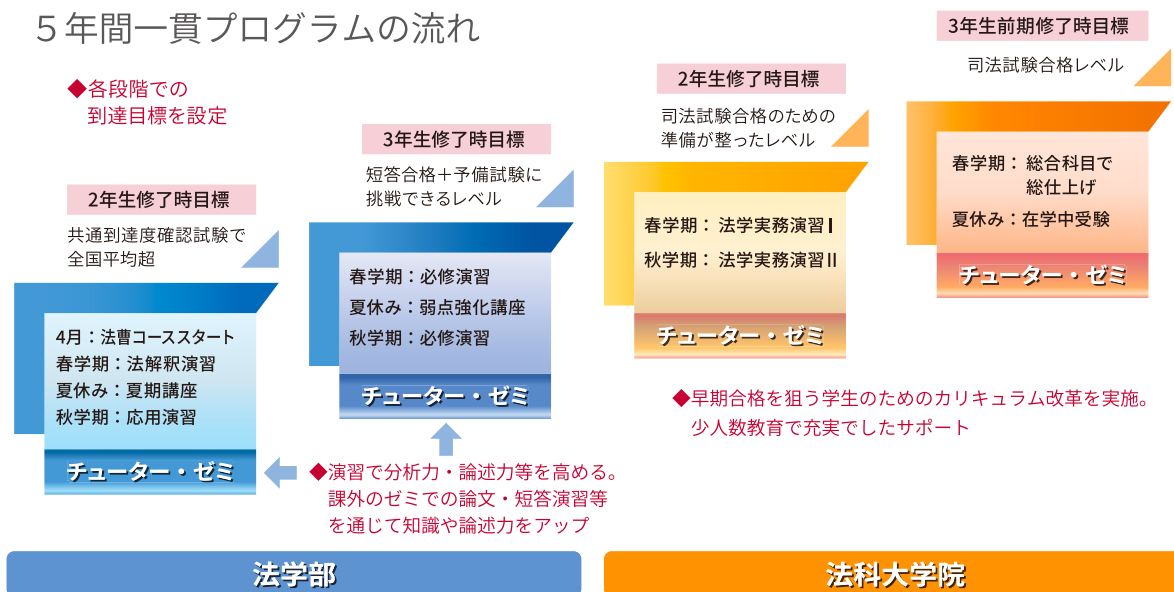 ５年間一貫プログラムの流れ
◆各段階での
到達目標を設定
2年生修了時目標
共通到達度確認試験で
全国平均超
4月：法曹コーススタート
春学期：法解釈演習
夏休み：夏期講座
秋学期：応用演習
チューター・ゼミ
3年生修了時目標
短答合格＋予備試験に
挑戦できるレベル
春学期：必修演習
夏休み：弱点強化講座
秋学期：必修演習
チューター・ゼミ
◆演習で分析力・論述力等を高める。
課外のゼミでの論文・短答演習等
を通じて知識や論述力をアップ
法学部
2年生修了時目標
司法試験合格のための
準備が整ったレベル
春学期： 法学実務演習Ⅰ
秋学期： 法学実務演習Ⅱ
チューター・ゼミ
3年生前期修了時目標
司法試験合格レベル
春学期： 総合科目で
総仕上げ
夏休み： 在学中受験
チューター・ゼミ
◆早期合格を狙う学生のためのカリキュラム改革を実施。
少人数教育で充実でしたサポート
法科大学院